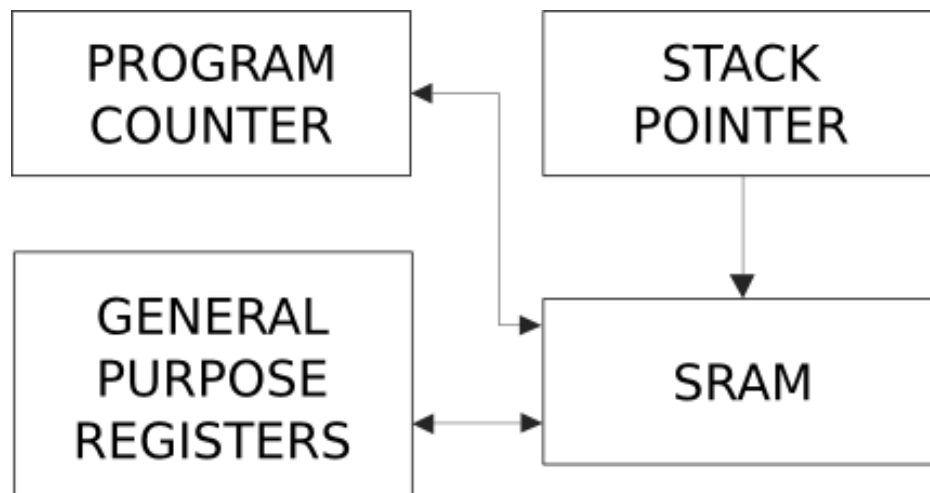 PROGRAM
COUNTER
STACK
POINTER
GENERAL
PURPOSE
REGISTERS
SRAM